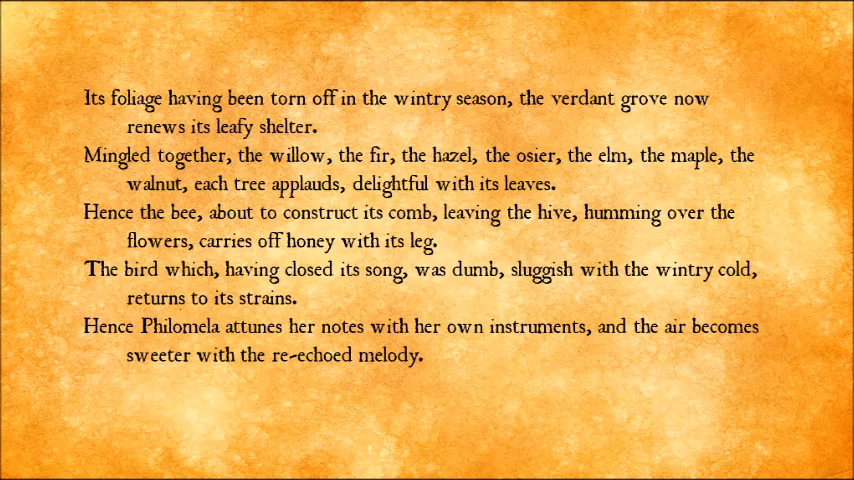 Its foliage having been torn off in the wintry season, the verdant grove now
renews its leafy shelter.
Mingled together, the willow, the fir, the hazel, the osier, the elm, the maple, the
walnut, each tree applauds, delightful with its leaves.
Hence the bee, about to construct its comb, leaving the hive, humming over the
flowers, carries off honey with its leg.
The bird which, having closed its song, was dumb, sluggish with the wintry cold,
returns to its strains.
Hence Philomela attunes her notes with her own instruments, and the air becomes
sweeter with the re-echoed melody.